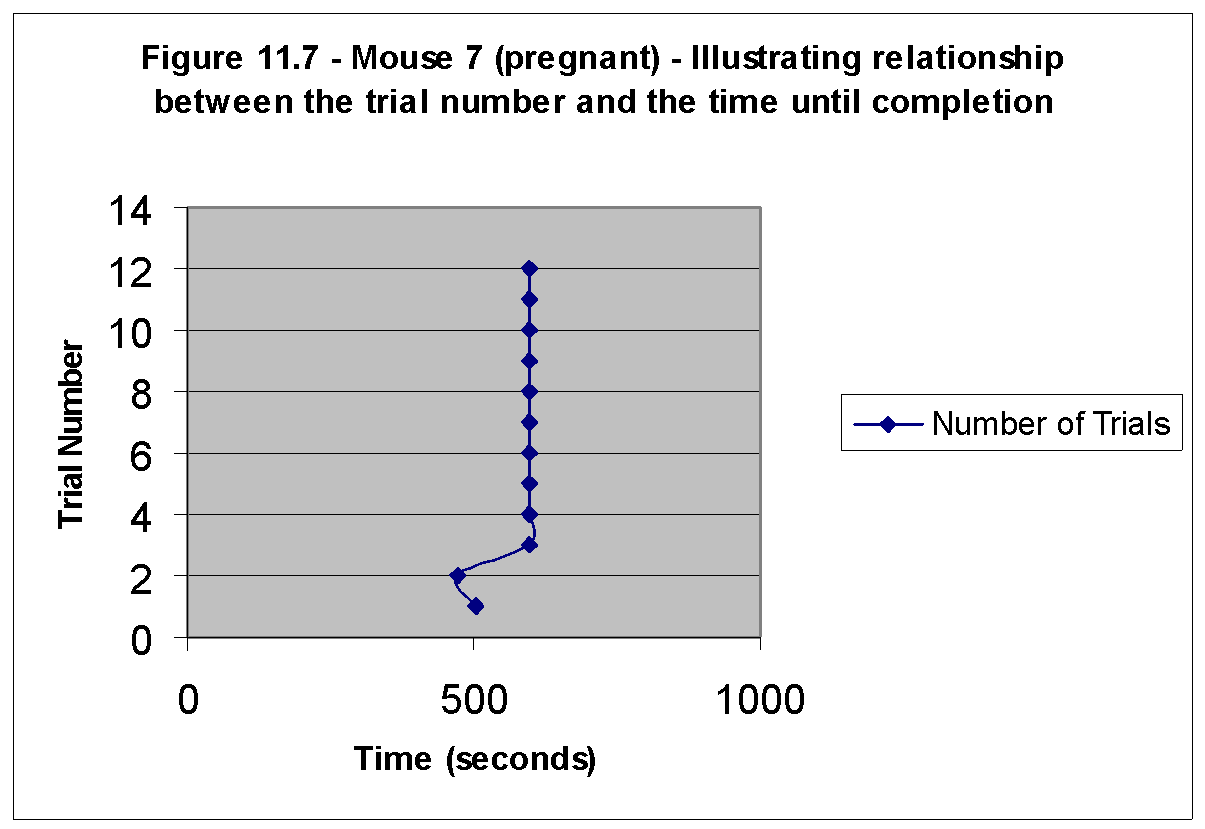 Figure 11.7 - Mouse 7 (pregnant) - Illustrating relationship
between the trial number and the time until completion
14
12
10
8
6
4
2
0
Trial Number
Number of Trials
0 500 1000
Time (seconds)